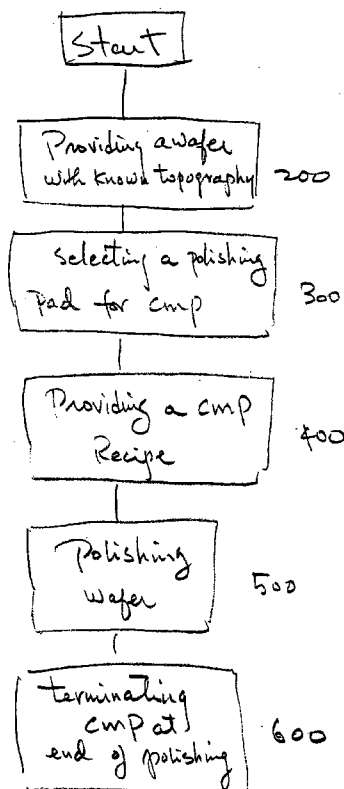 Start
Providing a wafer
with known topography 200
selecting a polishing
Pad for cmp 300
Providing a cmp
Recipe 400
Polishing
wafer 500
terminating
cmp at
end of polishing 600